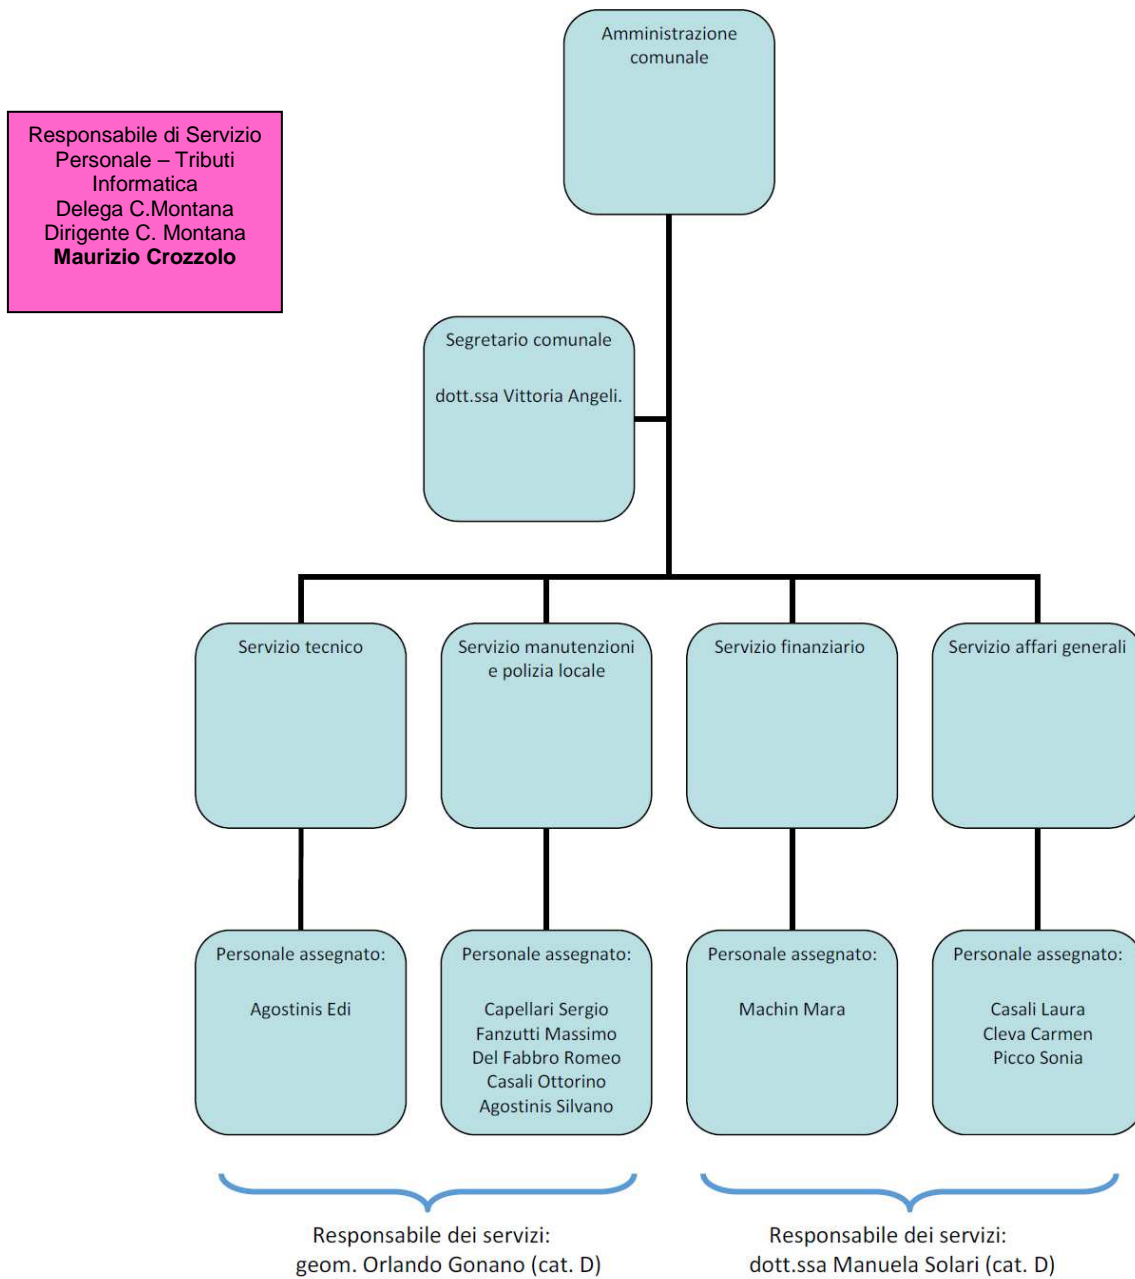 Amministrazione
comunale
Responsabile di Servizio
Personale – Tributi
Informatica
Delega C.Montana
Dirigente C. Montana
Maurizio Crozzolo
Segretario comunale
dott.ssa Vittoria Angeli.
Servizio tecnico
Servizio manutenzioni
e polizia locale
Servizio finanziario
Servizio affari generali
Personale assegnato:
Agostinis Edi
Personale assegnato:
Capellari Sergio
Fanzutti Massimo
Del Fabbro Romeo
Casali Ottorino
Agostinis Silvano
Personale assegnato:
Machin Mara
Personale assegnato:
Casali Laura
Cleva Carmen
Picco Sonia
Responsabile dei servizi:
geom. Orlando Gonano (cat. D)
Responsabile dei servizi:
dott.ssa Manuela Solari (cat. D)